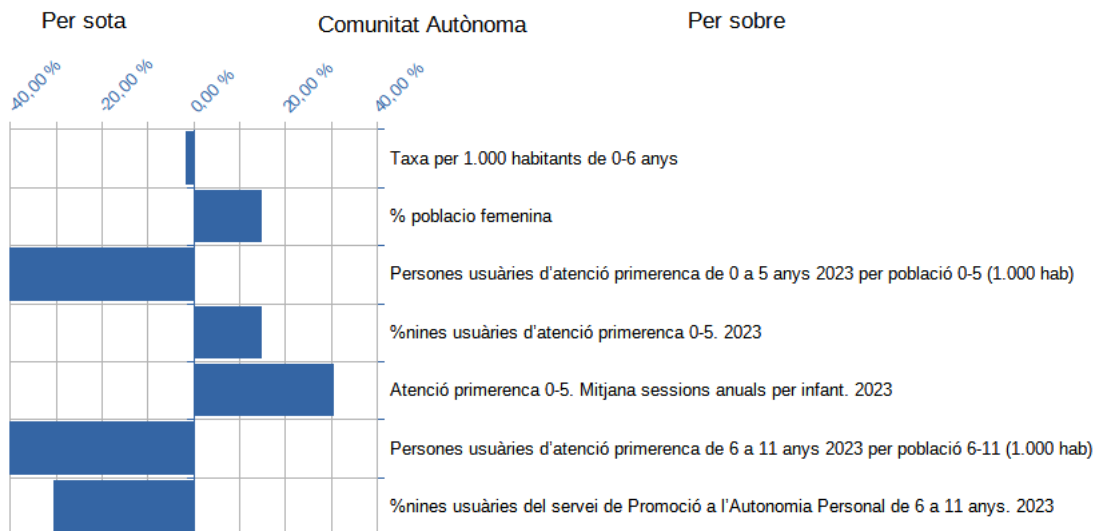 Per sota
Comunitat Autònoma
Per sobre
-40,00 %
-20,00 %
0,00 %
20,00 %
40,00 %
Taxa per 1.000 habitants de 0-6 anys
% poblacio femenina
Persones usuàries d'atenció primerenca de 0 a 5 anys 2023 per població 0-5 (1.000 hab)
%nines usuàries d'atenció primerenca 0-5. 2023
Atenció primerenca 0-5. Mitjana sessions anuals per infant. 2023
Persones usuàries d'atenció primerenca de 6 a 11 anys 2023 per població 6-11 (1.000 hab)
%nines usuàries del servei de Promoció a l'Autonomia Personal de 6 a 11 anys. 2023